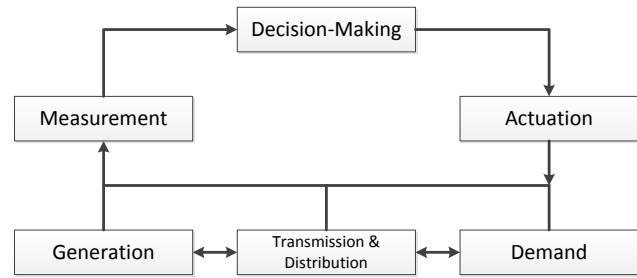 Decision-Making
Measurement
Actuation
Generation
Transmission &
Distribution
Demand